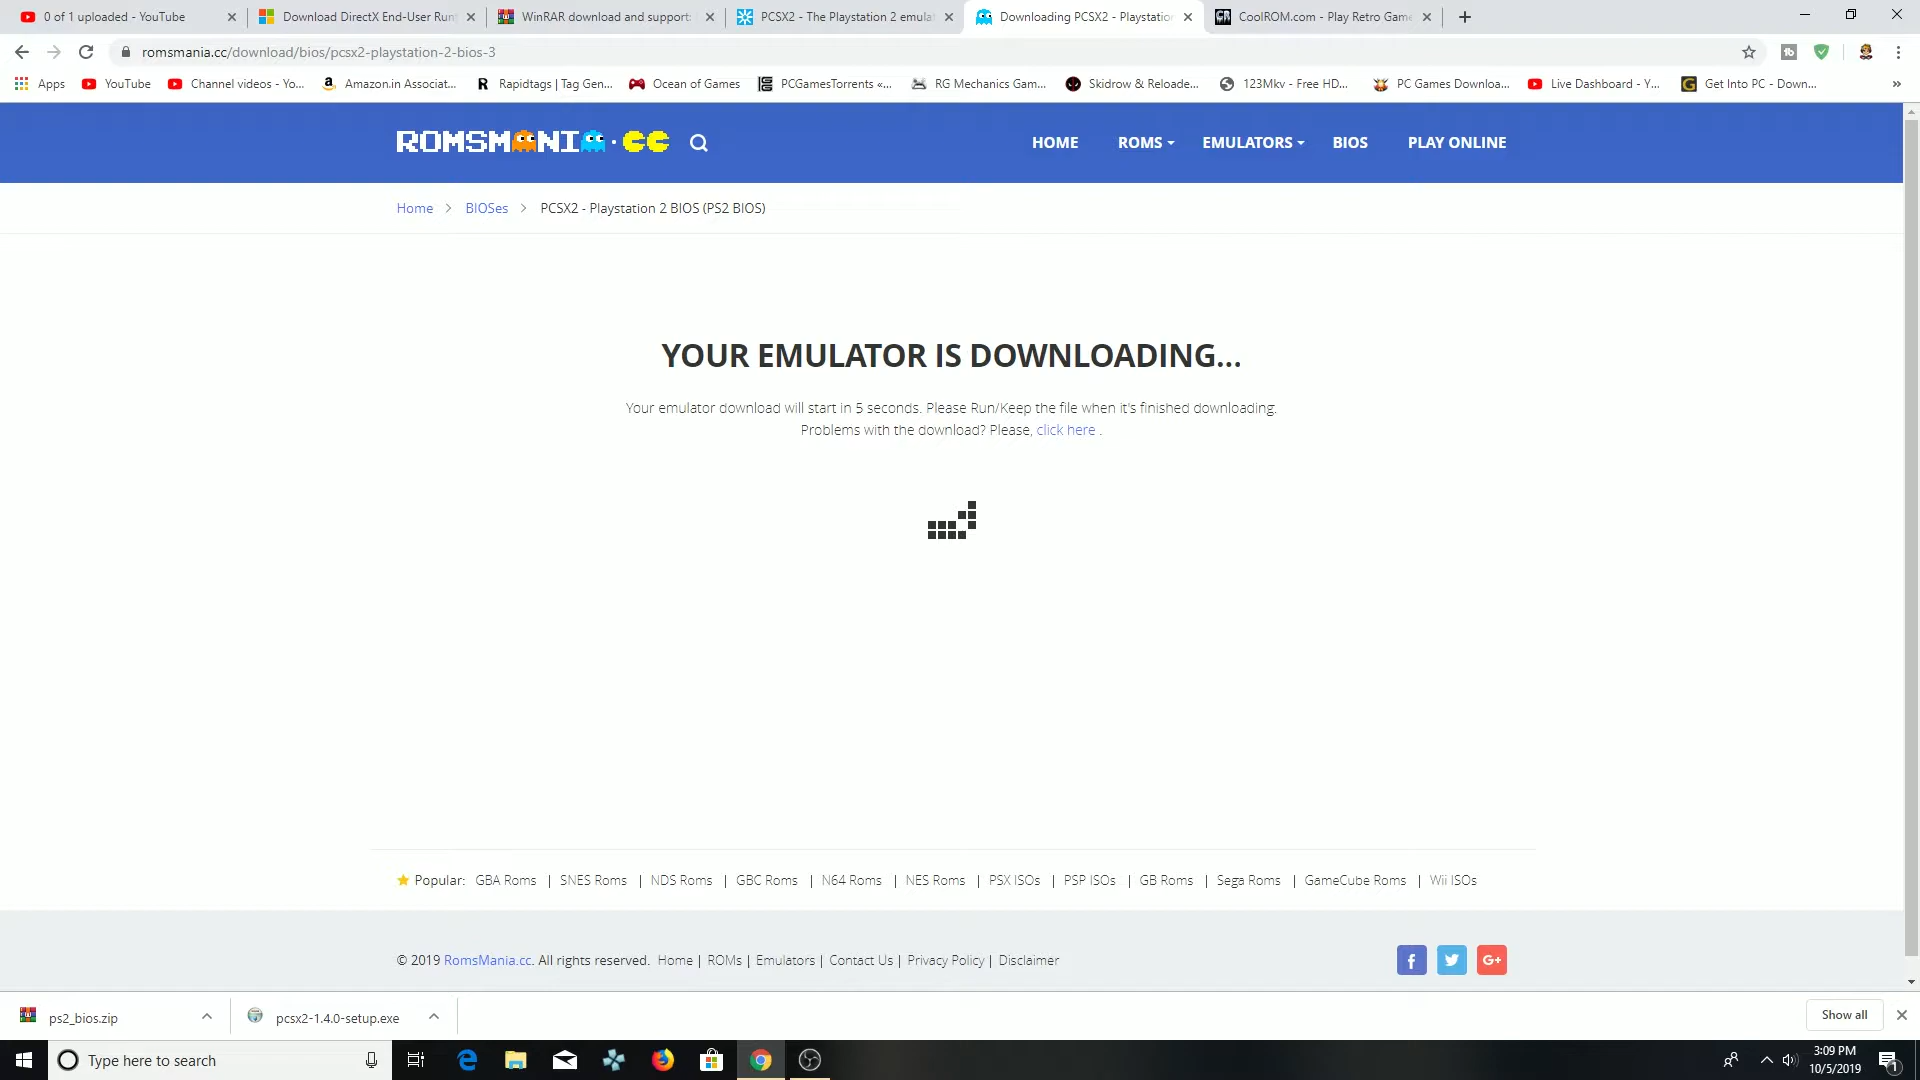 0 of 1 uploaded - YouTube
Download DirectX End-User Run
WinRAR download and support:
PCSX2 - The Playstation 2 emula
Downloading PCSX2 - Playstatio
CoolROM.com - Play Retro Game
romsmania.cc/download/bios/pcsx2-playstation-2-bios-3
Apps
YouTube
Channel videos - Yo...
Amazon.in Associat...
Rapidtags | Tag Gen...
Ocean of Games
PCGamesTorrents «...
RG Mechanics Gam...
Skidrow & Reloade...
123Mkv - Free HD...
PC Games Downloa...
Live Dashboard - Y...
Get Into PC - Down...
»
ROMSMANIA.CC
HOME
ROMS
EMULATORS
BIOS
PLAY ONLINE
Home > BIOSes > PCSX2 - Playstation 2 BIOS (PS2 BIOS)
YOUR EMULATOR IS DOWNLOADING...
Your emulator download will start in 5 seconds. Please Run/Keep the file when it's finished downloading.
Problems with the download? Please, click here .
Popular: GBA Roms | SNES Roms | NDS Roms | GBC Roms | N64 Roms | NES Roms | PSX ISOs | PSP ISOs | GB Roms | Sega Roms | GameCube Roms | Wii ISOs
© 2019 RomsMania.cc. All rights reserved. Home | ROMs | Emulators | Contact Us | Privacy Policy | Disclaimer
G+
ps2_bios.zip
pcsx2-1.4.0-setup.exe
Show all
Type here to search
3:09 PM
10/5/2019
1